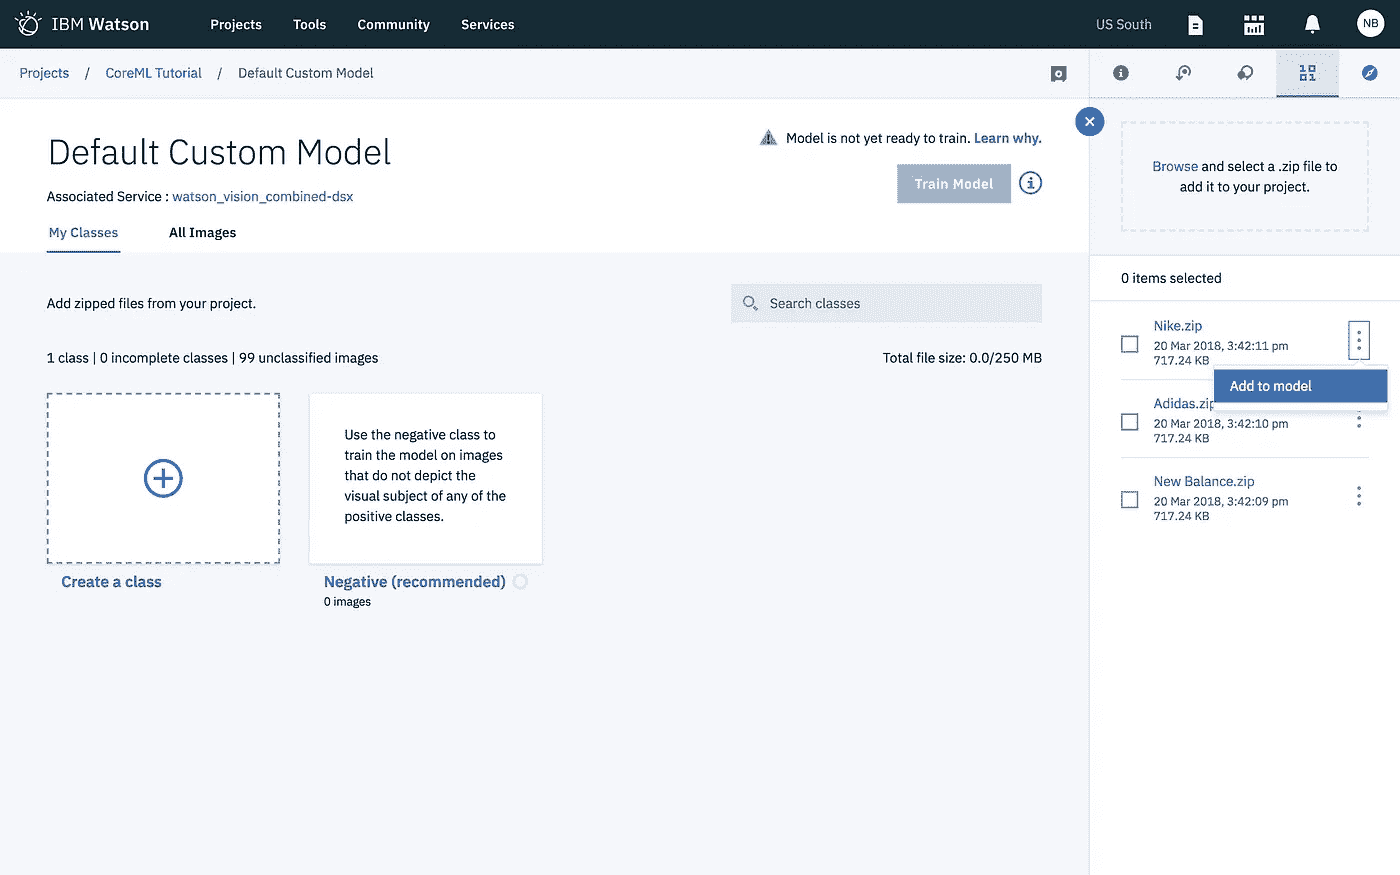 IBM Watson
Projects
Tools
Community
Services
US South
NB
Projects / CoreML Tutorial / Default Custom Model
Default Custom Model
Associated Service : watson_vision_combined-dsx
Model is not yet ready to train. Learn why.
Train Model
My Classes
All Images
Add zipped files from your project.
Search classes
1 class | 0 incomplete classes | 99 unclassified images
Total file size: 0.0/250 MB
Create a class
Use the negative class to
train the model on images
that do not depict the
visual subject of any of the
positive classes.
Negative (recommended)
0 images
Browse and select a .zip file to
add it to your project.
0 items selected
Nike.zip
20 Mar 2018, 3:42:11 pm
717.24 KB
Add to model
Adidas.zip
20 Mar 2018, 3:42:10 pm
717.24 KB
New Balance.zip
20 Mar 2018, 3:42:09 pm
717.24 KB